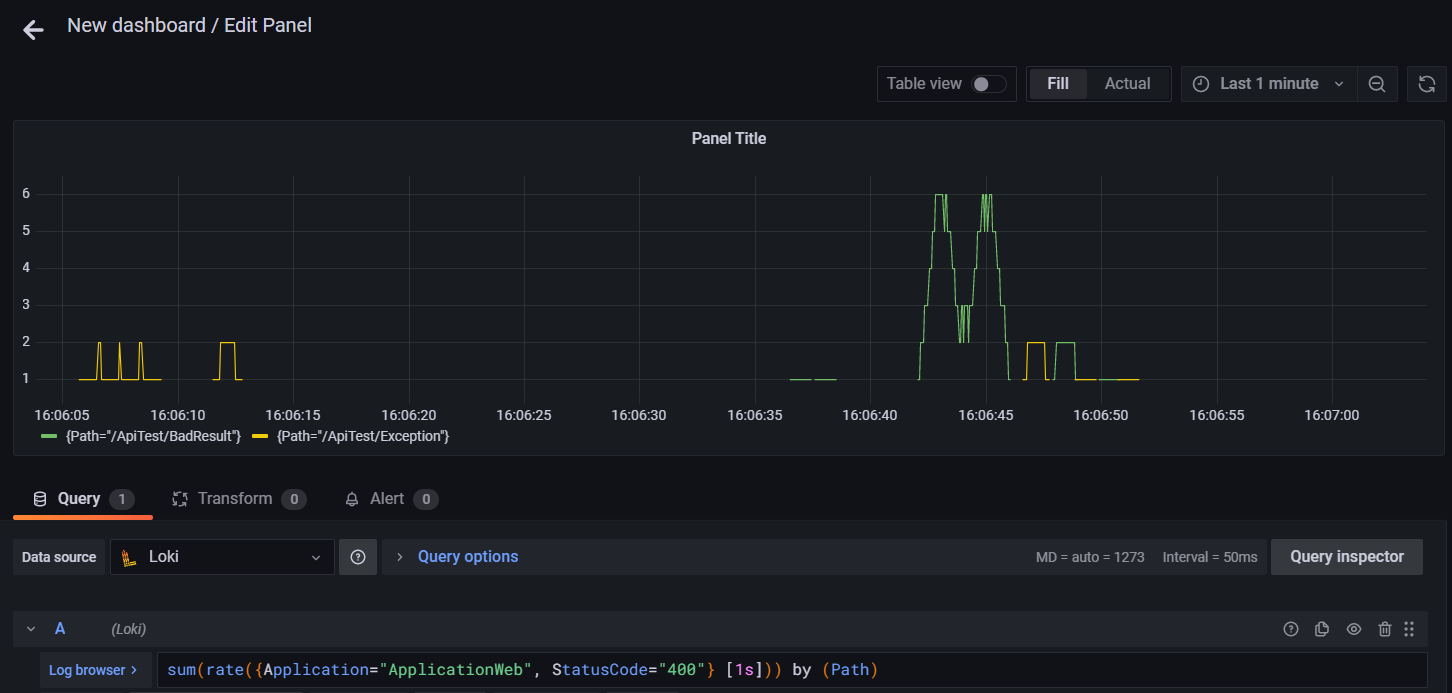 New dashboard / Edit Panel
Table view Fill Actual Last 1 minute
Panel Title
6
5
4
3
2
1
16:06:05 16:06:10 16:06:15 16:06:20 16:06:25 16:06:30 16:06:35 16:06:40 16:06:45 16:06:50 16:06:55 16:07:00
{Path="/ApiTest/BadResult"} {Path="/ApiTest/Exception"}
Query 1 Transform 0 Alert 0
Data source Loki Query options MD = auto = 1273 Interval = 50ms Query inspector
A (Loki)
Log browser sum(rate({Application="ApplicationWeb", StatusCode="400"} [1s])) by (Path)